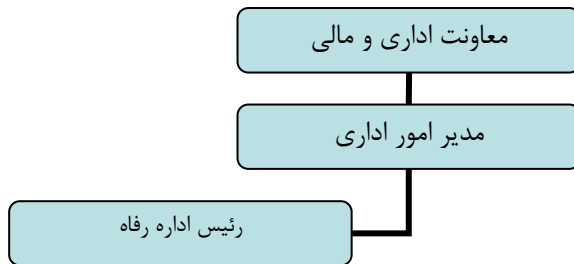 معاونت اداری و مالی
مدیر امور اداری
رئیس اداره رفاه